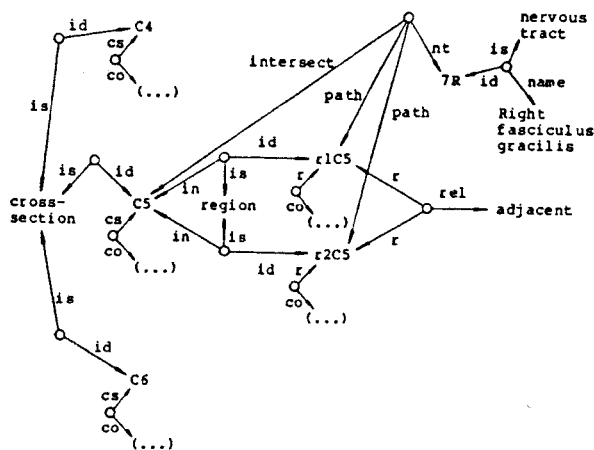 id
C4
cs
co
(...)
nervous
tract
is
nt
intersect
7R
id
name
path
path
Right
fasciculus
gracilis
is
is
id
id
is
in
r1C5
r
r
cross-
section
C5
region
co
(...)
rel
adjacent
cs
co
(...)
in
is
id
r
r2C5
r
co
(...)
is
id
C6
cs
co
(...)